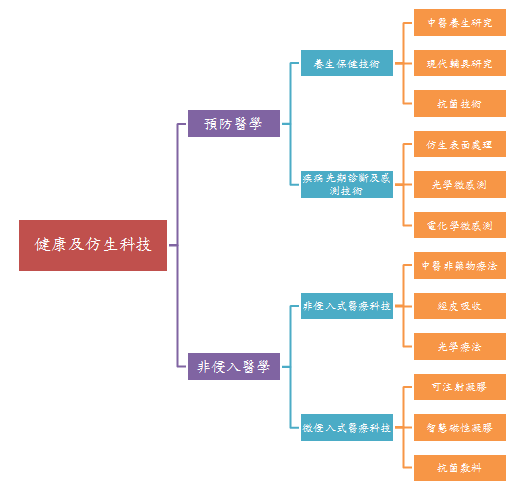 健康及仿生科技
預防醫學
養生保健技術
中醫養生研究
現代輔具研究
抗菌技術
疾病先期診斷及感
測技術
仿生表面處理
光學微感測
電化學微感測
非侵入醫學
非侵入式醫療科技
中醫非藥物療法
經皮吸收
光學療法
微侵入式醫療科技
可注射凝膠
智慧磁性凝膠
抗菌敷料